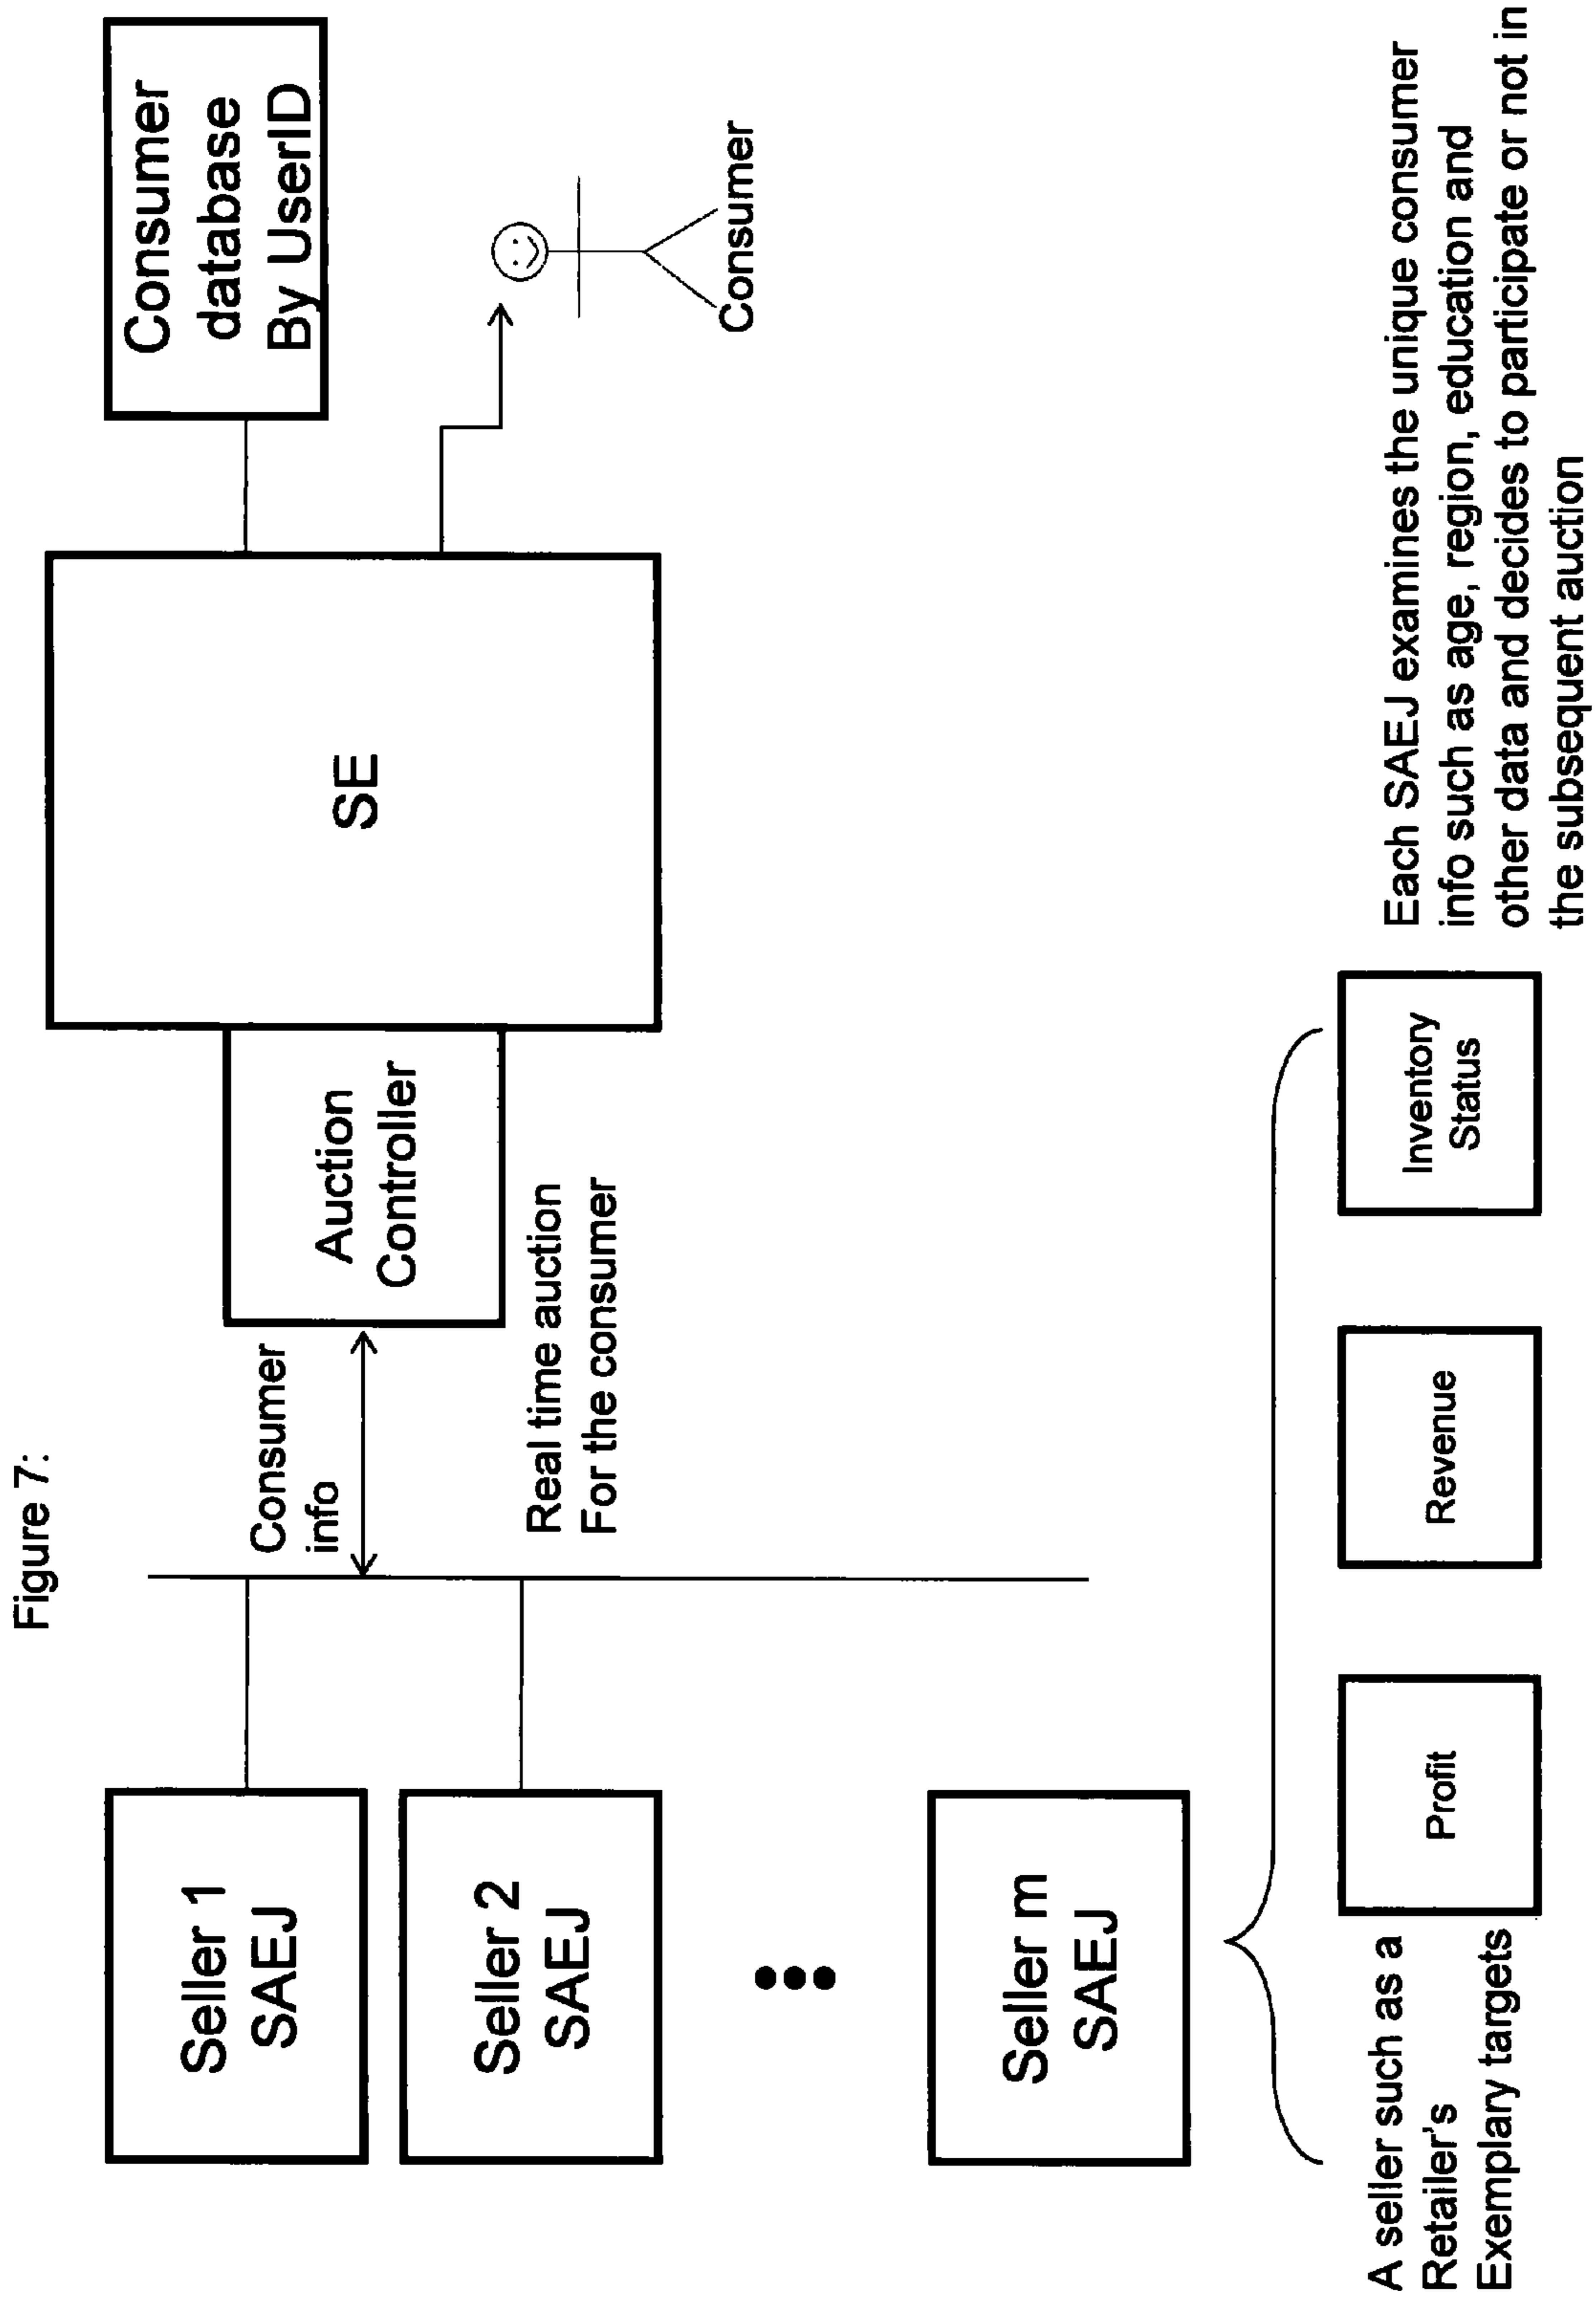 Figure 7:
Seller 1
SAEJ
Seller 2
SAEJ
Seller m
SAEJ
Consumer
info
Real time auction
For the consumer
Auction
Controller
SE
Consumer
database
By UserID
Consumer
A seller such as a
Retailer's
Exemplary targets
Profit
Revenue
Inventory
Status
Each SAEJ examines the unique consumer
info such as age, region, education and
other data and decides to participate or not in
the subsequent auction